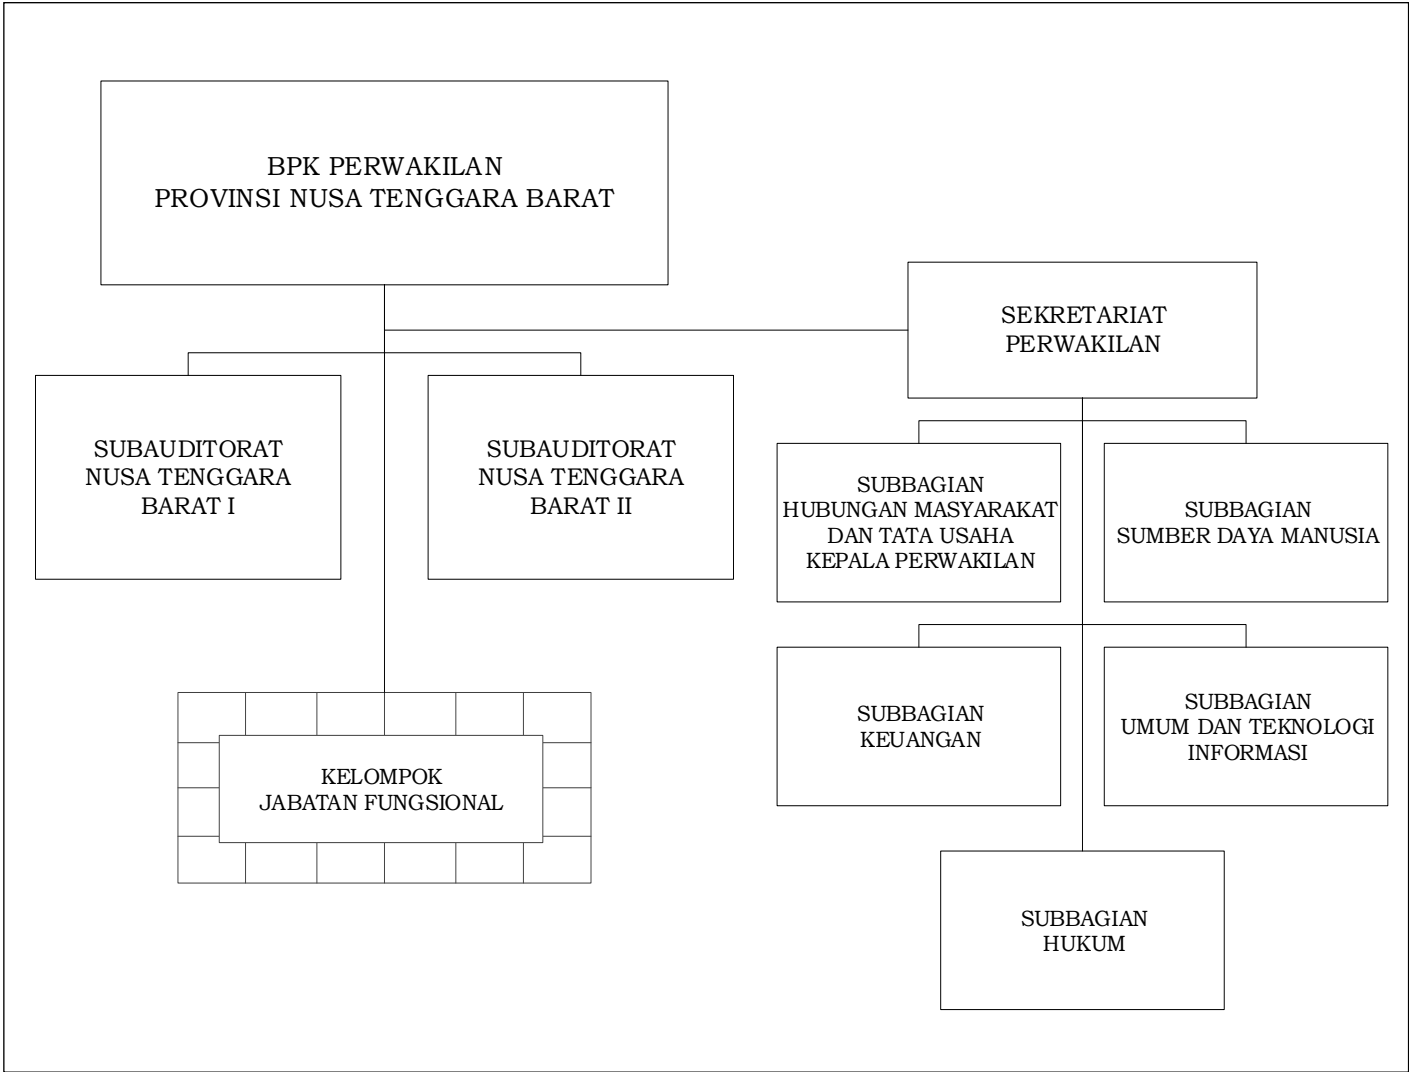 BPK PERWAKILAN
PROVINSI NUSA TENGGARA BARAT
SEKRETARIAT
PERWAKILAN
SUBAUDITORAT
NUSA TENGGARA
BARAT I
SUBAUDITORAT
NUSA TENGGARA
BARAT II
SUBBAGIAN
HUBUNGAN MASYARAKAT
DAN TATA USAHA
KEPALA PERWAKILAN
SUBBAGIAN
SUMBER DAYA MANUSIA
SUBBAGIAN
KEUANGAN
SUBBAGIAN
UMUM DAN TEKNOLOGI
INFORMASI
KELOMPOK
JABATAN FUNGSIONAL
SUBBAGIAN
HUKUM